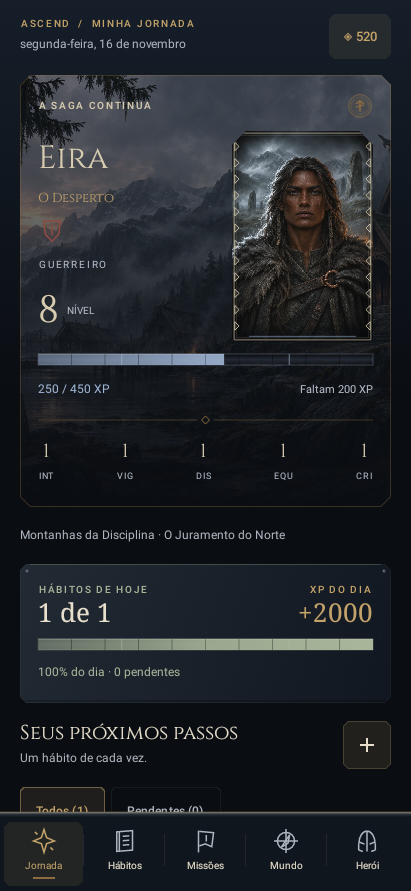 ASCEND / MINHA JORNADA
segunda-feira, 16 de novembro
520
A SAGA CONTINUA
EIRA
O DESPERTO
GUERREIRO
8 NÍVEL
250 / 450 XP
Faltam 200 XP
1 1 1 1 1
INT VIG DIS EQU CRI
Montanhas da Disciplina · O Juramento do Norte
HÁBITOS DE HOJE
XP DO DIA
1 de 1
+2000
100% do dia · 0 pendentes
SEUS PRÓXIMOS PASSOS
Um hábito de cada vez.
+
Todos (1) Pendentes (0)
Jornada Hábitos Missões Mundo Herói